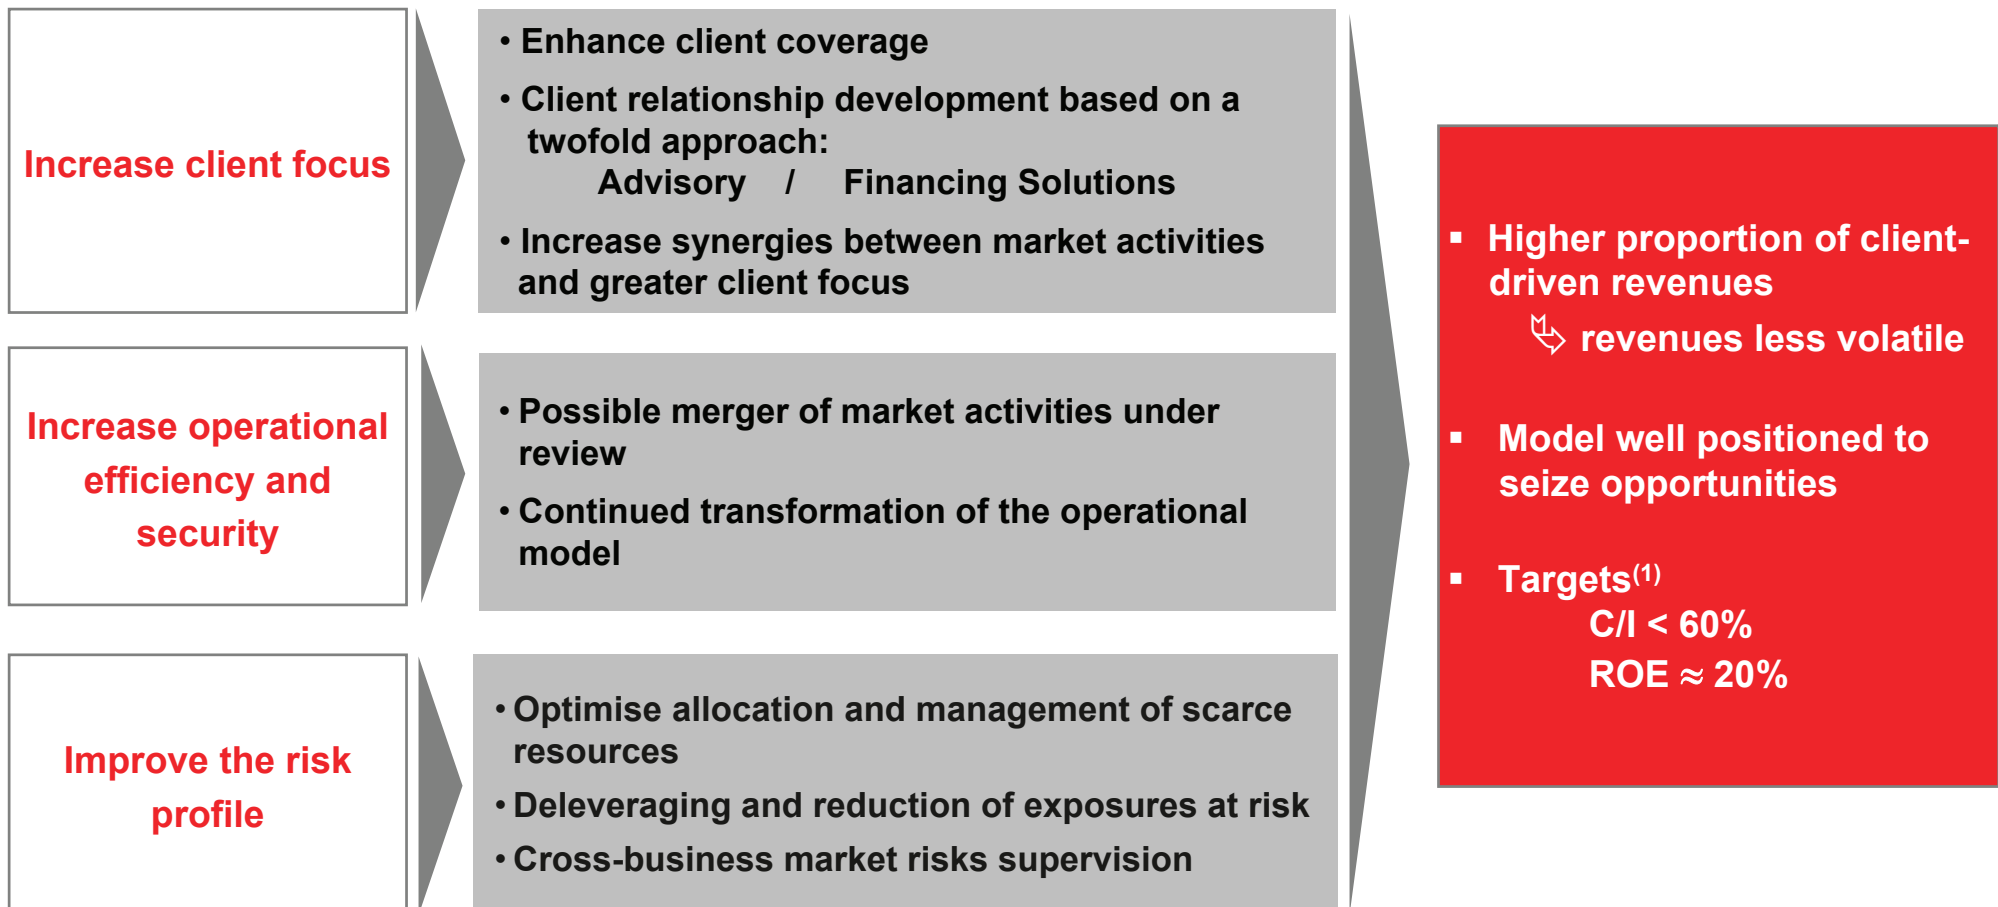 Increase client focus
• Enhance client coverage
• Client relationship development based on a
twofold approach:
Advisory / Financing Solutions
• Increase synergies between market activities
and greater client focus
Increase operational
efficiency and
security
• Possible merger of market activities under
review
• Continued transformation of the operational
model
Improve the risk
profile
• Optimise allocation and management of scarce
resources
• Deleveraging and reduction of exposures at risk
• Cross-business market risks supervision
▪ Higher proportion of client-
driven revenues
revenues less volatile
▪ Model well positioned to
seize opportunities
▪ Targets(1)
C/I < 60%
ROE ≈ 20%